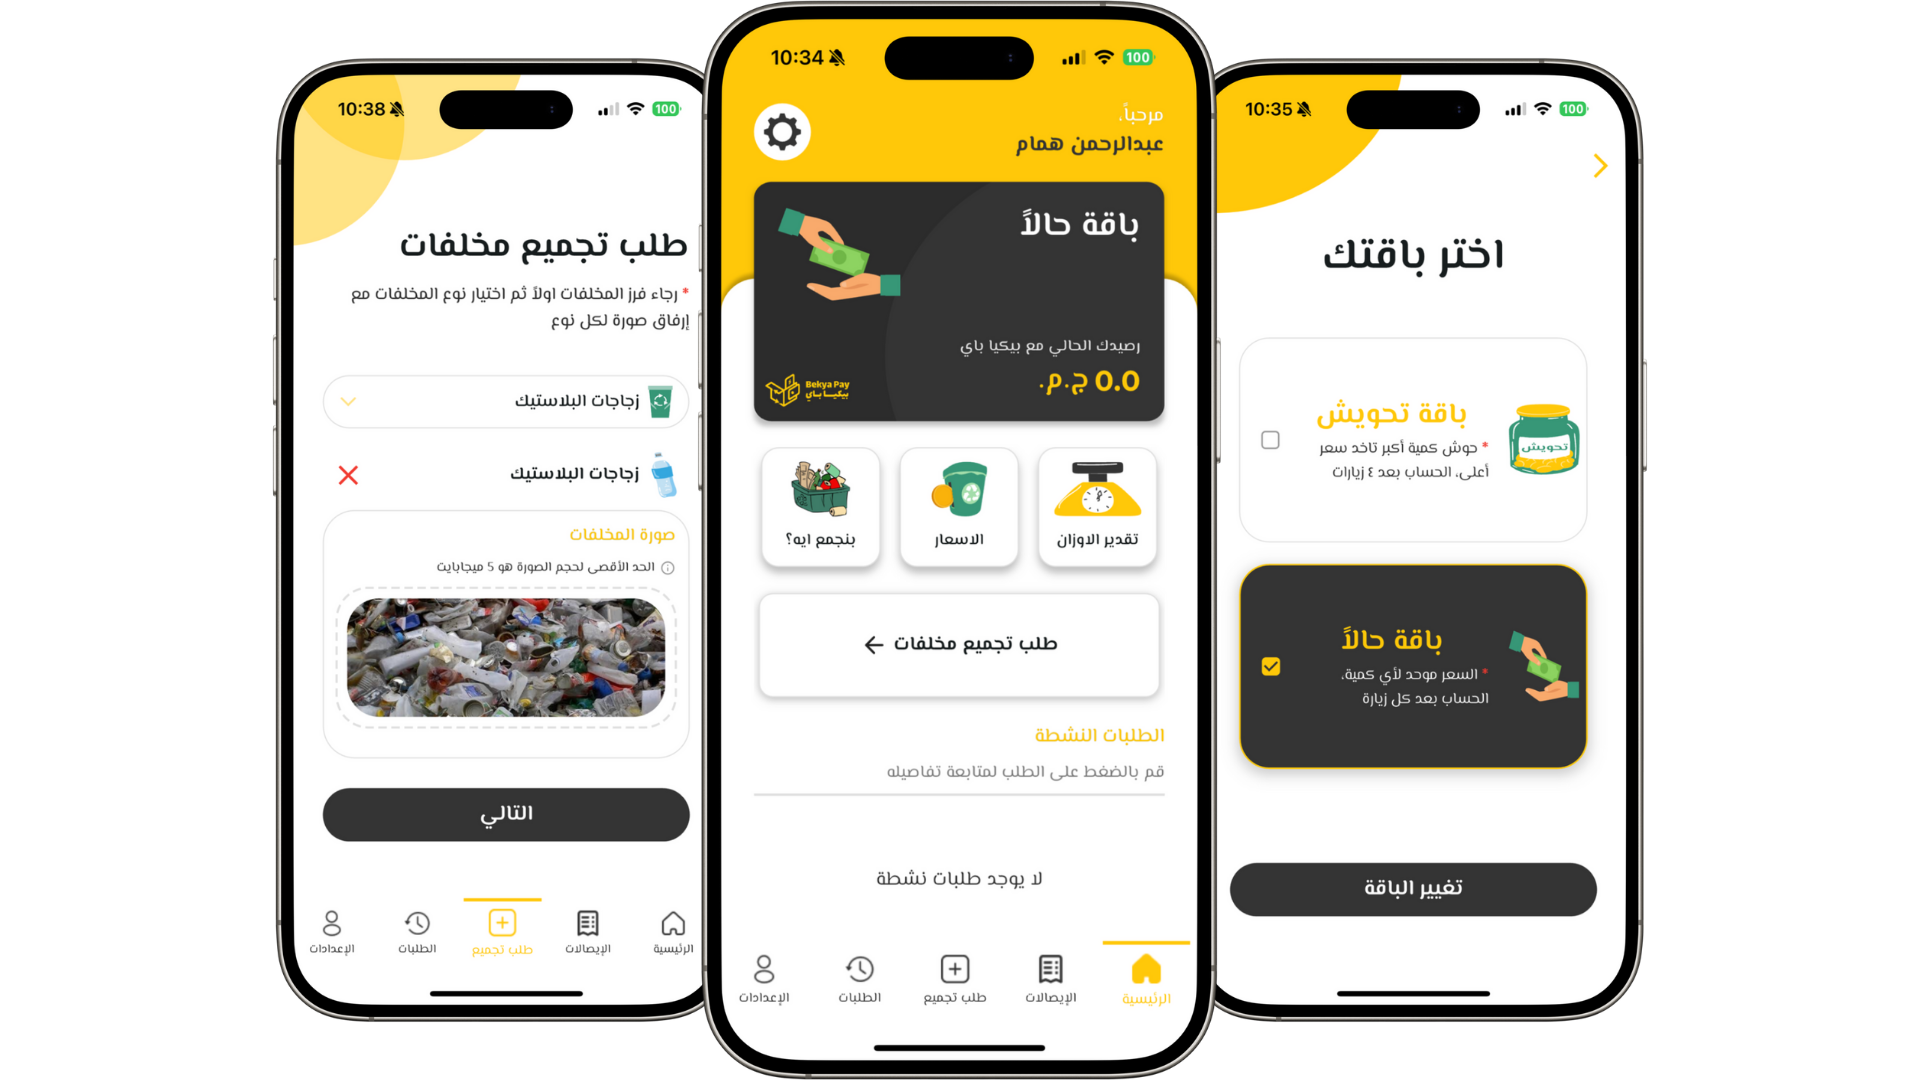 10:38
100
طلب تجميع مخلفات
* رجاء فرز المخلفات اولاً ثم اختيار نوع المخلفات مع
إرفاق صورة لكل نوع
زجاجات البلاستيك
زجاجات البلاستيك
صورة المخلفات
الحد الأقصى لحجم الصورة هو 5 ميجابايت
التالي
الرئيسية
الإيصالات
طلب تجميع
الطلبات
الإعدادات
10:34
100
مرحباً،
عبدالرحمن همام
باقة حالاً
رصيدك الحالي مع بيكيا باي
0.0 ج.م.
Bekya Pay
بيكيا باي
تقدير الاوزان
الاسعار
بنجمع ايه؟
طلب تجميع مخلفات
الطلبات النشطة
قم بالضغط على الطلب لمتابعة تفاصيله
لا يوجد طلبات نشطة
الرئيسية
الإيصالات
طلب تجميع
الطلبات
الإعدادات
10:35
100
اختر باقتك
باقة تحويش
* حوش كمية أكبر تاخد سعر
أعلى، الحساب بعد ٤ زيارات
تحويش
باقة حالاً
* السعر موحد لأي كمية،
الحساب بعد كل زيارة
تغيير الباقة